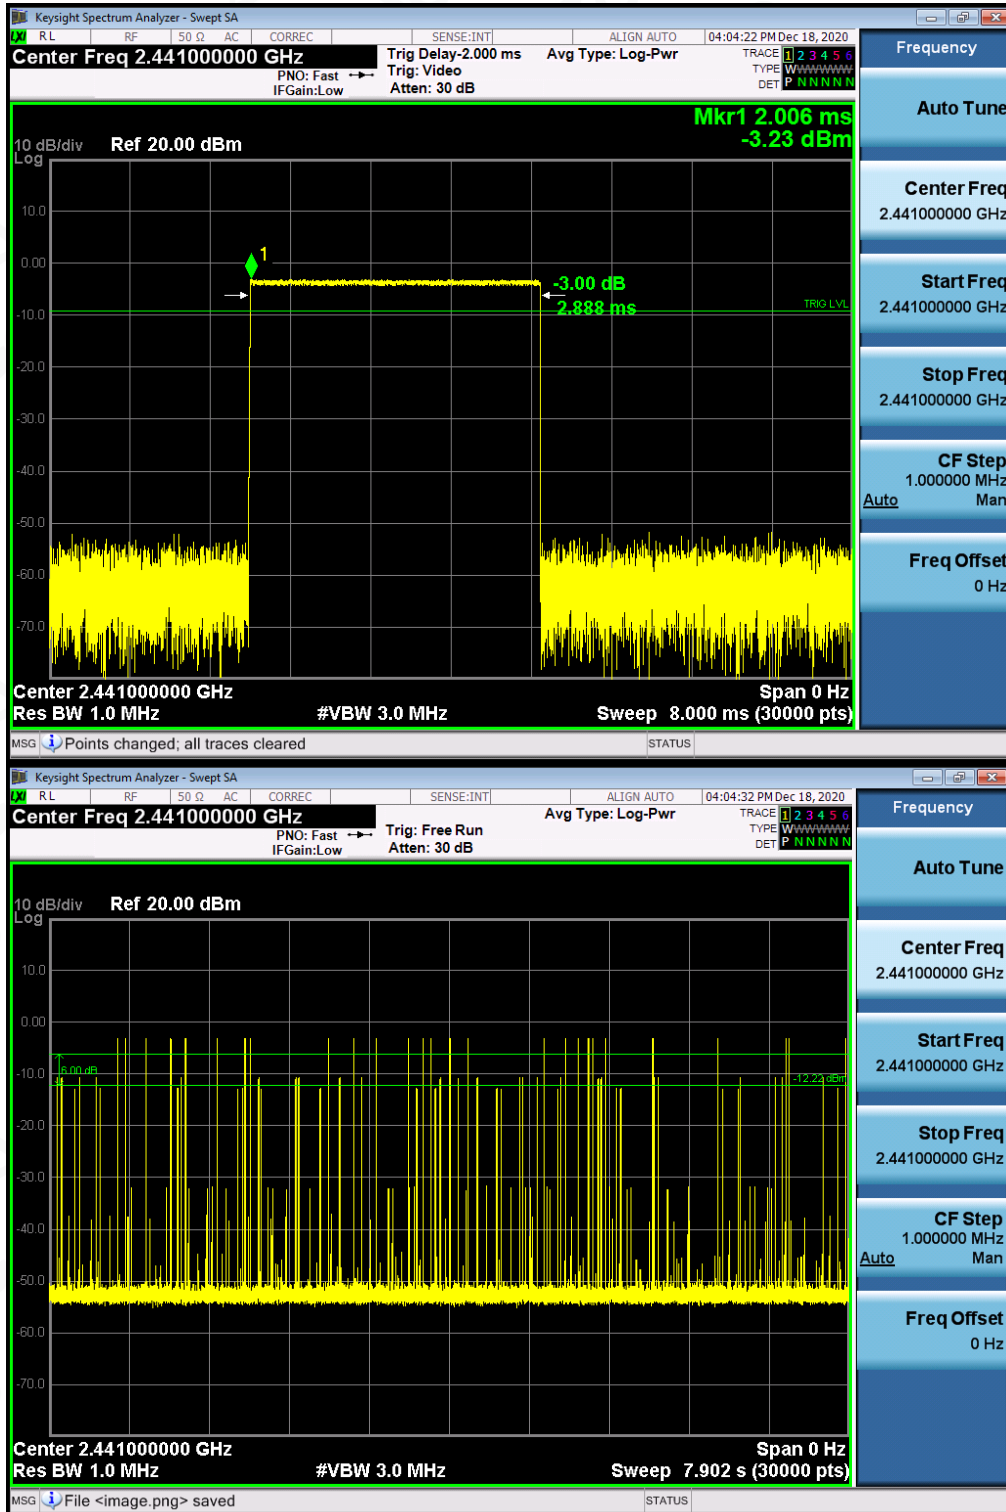 Keysight Spectrum Analyzer - Swept SA
LXI RL RF 50 Ω AC CORREC SENSE:INT ALIGN AUTO 04:04:22 PM Dec 18, 2020
Center Freq 2.441000000 GHz
PNO: Fast
IFGain:Low
Trig Delay-2.000 ms
Trig: Video
Atten: 30 dB
Avg Type: Log-Pwr
TRACE 1 2 3 4 5 6
TYPE WWWWWW
DET P N N N N N
Frequency
Mkr1 2.006 ms
-3.23 dBm
10 dB/div
Log
Ref 20.00 dBm
10.0
0.00
-10.0
-20.0
-30.0
-40.0
-50.0
-60.0
-70.0
1
-3.00 dB
2.888 ms
TRIG LVL
Center 2.441000000 GHz
Span 0 Hz
Res BW 1.0 MHz
#VBW 3.0 MHz
Sweep 8.000 ms (30000 pts)
Auto Tune
Center Freq
2.441000000 GHz
Start Freq
2.441000000 GHz
Stop Freq
2.441000000 GHz
CF Step
1.000000 MHz
Auto Man
Freq Offset
0 Hz
MSG Points changed; all traces cleared
STATUS
Keysight Spectrum Analyzer - Swept SA
LXI RL RF 50 Ω AC CORREC SENSE:INT ALIGN AUTO 04:04:32 PM Dec 18, 2020
Center Freq 2.441000000 GHz
PNO: Fast
IFGain:Low
Trig: Free Run
Atten: 30 dB
Avg Type: Log-Pwr
TRACE 1 2 3 4 5 6
TYPE WWWWWW
DET P N N N N N
Frequency
10 dB/div
Log
Ref 20.00 dBm
10.0
0.00
-10.0
-20.0
-30.0
-40.0
-50.0
-60.0
-70.0
6.00 dB
-12.22 dBm
Center 2.441000000 GHz
Span 0 Hz
Res BW 1.0 MHz
#VBW 3.0 MHz
Sweep 7.902 s (30000 pts)
Auto Tune
Center Freq
2.441000000 GHz
Start Freq
2.441000000 GHz
Stop Freq
2.441000000 GHz
CF Step
1.000000 MHz
Auto Man
Freq Offset
0 Hz
MSG File <image.png> saved
STATUS